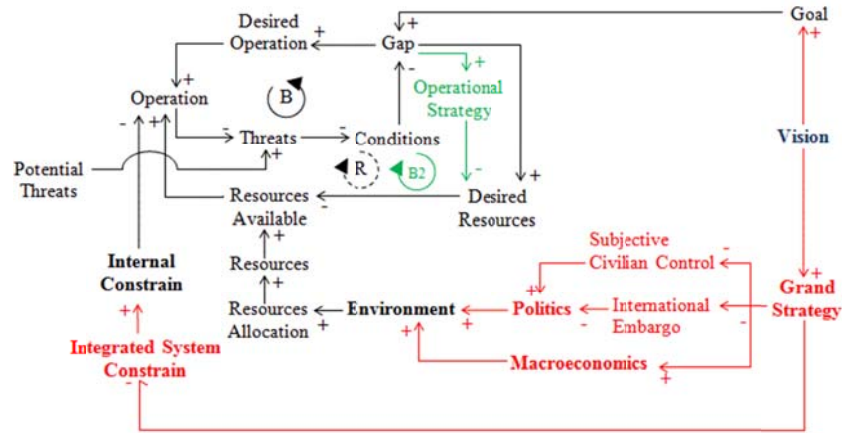 Goal
Desired
Operation
Gap
Operation
Operational
Strategy
B
Threats
Conditions
Vision
Potential
Threats
R
B2
Resources
Available
Desired
Resources
Internal
Constrain
Resources
Subjective
Civilian Control
Resources
Allocation
Environment
Politics
International
Embargo
Grand
Strategy
Integrated System
Constrain
Macroeconomics
+
+
+
+
-
+
+
-
+
-
-
+
-
-
+
+
+
+
+
+
-
+
+
-
-
+
+
+
-